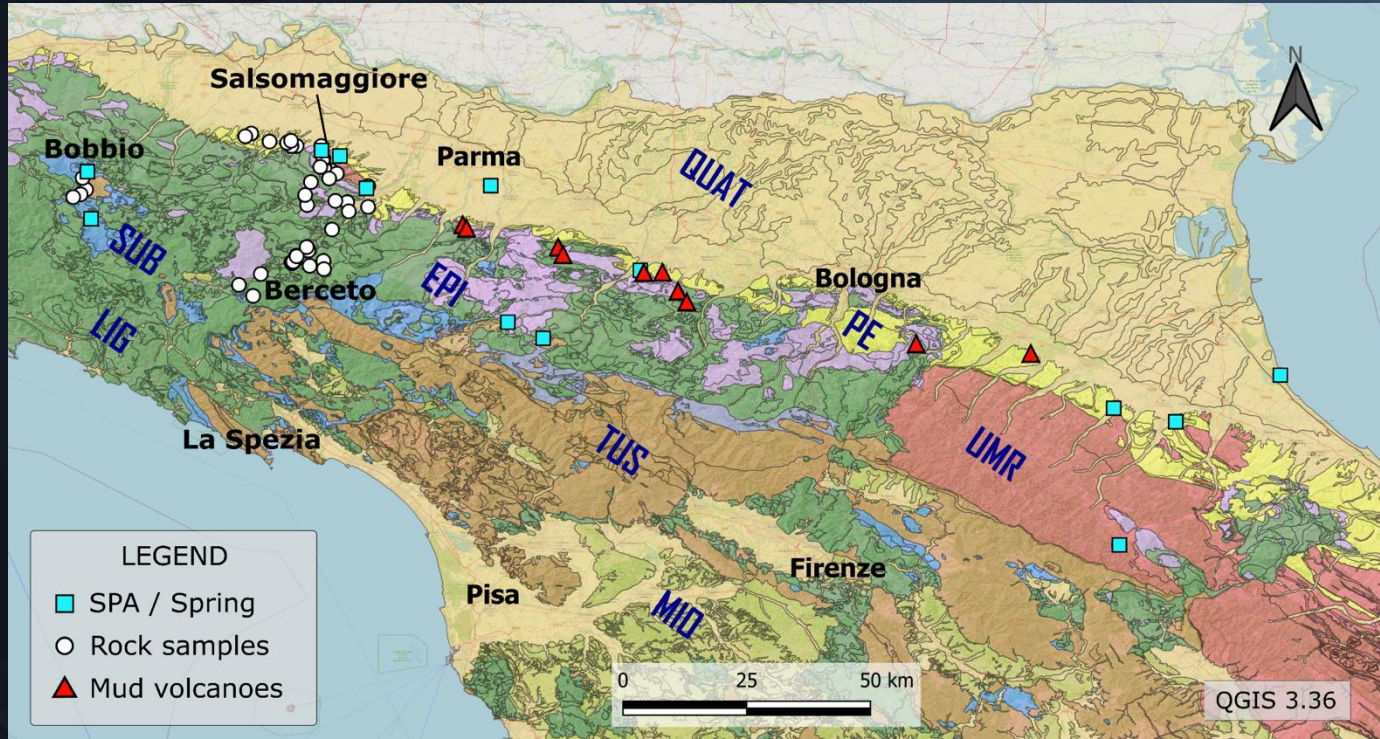 Salsomaggiore
N
Bobbio
Parma
QUAT
SUB
EPI
Bologna
Berceto
PE
LIG
La Spezia
TUS
UMR
LEGEND
SPA / Spring
Rock samples
Mud volcanoes
Firenze
Pisa
MIO
0 25 50 km
QGIS 3.36